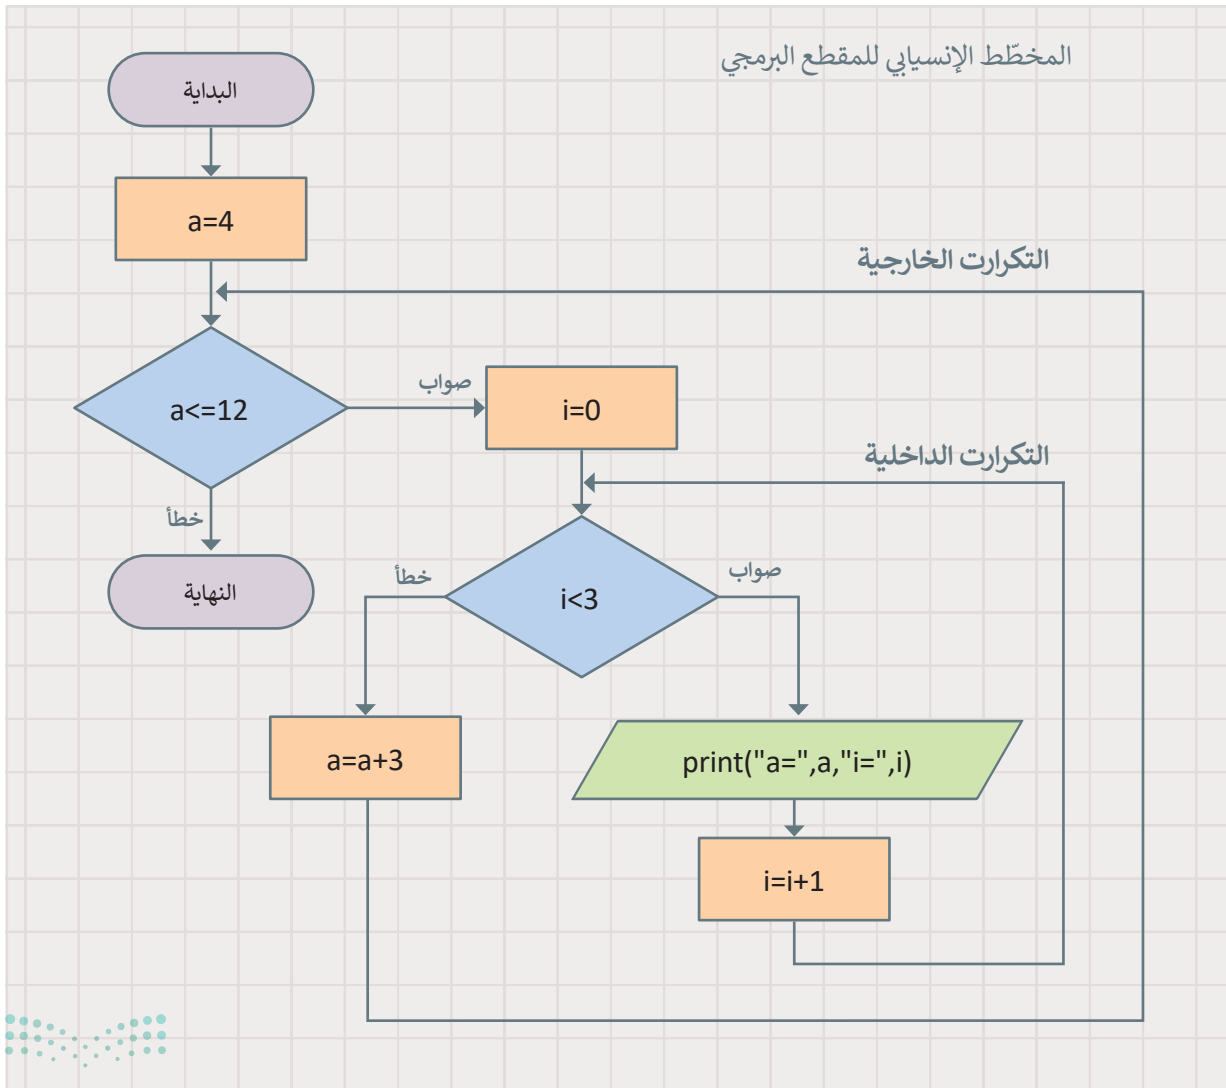 المخطّط الإنسيابي للمقطع البرمجي
البداية
a=4
التكرارت الخارجية
a<=12
صواب
i=0
التكرارت الداخلية
خطأ
النهاية
i<3
خطأ
صواب
a=a+3
print("a=",a,"i=",i)
i=i+1